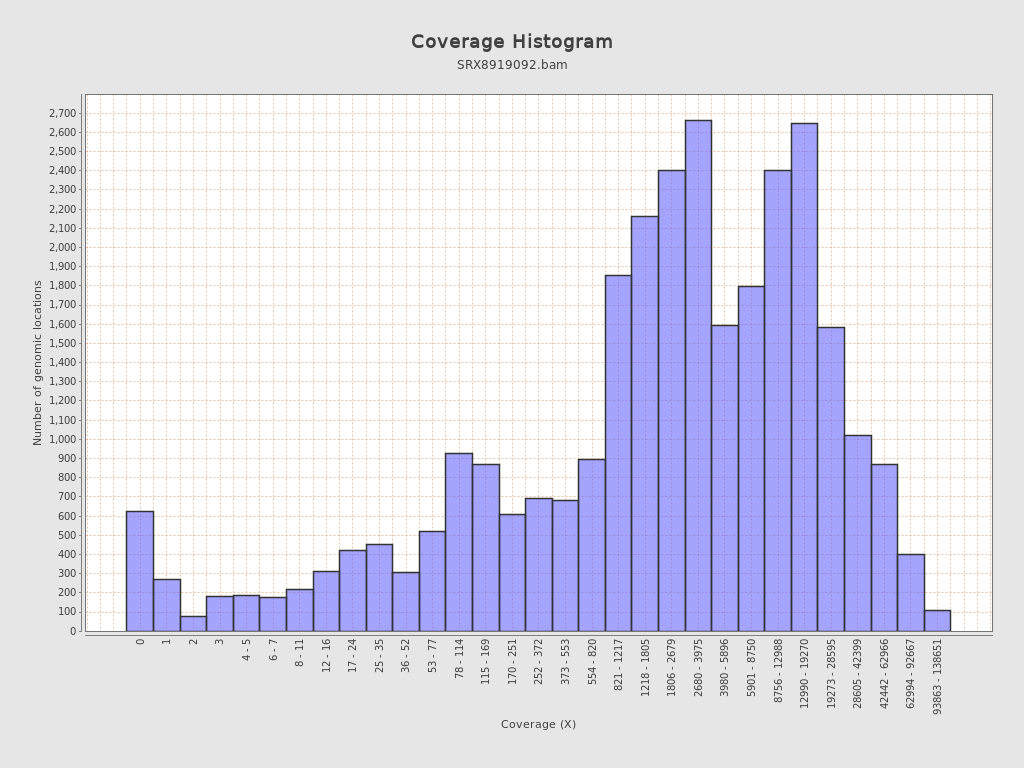 Coverage Histogram
SRX8919092.bam
Number of genomic locations
2,700
2,600
2,500
2,400
2,300
2,200
2,100
2,000
1,900
1,800
1,700
1,600
1,500
1,400
1,300
1,200
1,100
1,000
900
800
700
600
500
400
300
200
100
0
0
1
2
3
4 - 5
6 - 7
8 - 11
12 - 16
17 - 24
25 - 35
36 - 52
53 - 77
78 - 114
115 - 169
170 - 251
252 - 372
373 - 553
554 - 820
821 - 1217
1218 - 1805
1806 - 2679
2680 - 3975
3980 - 5896
5901 - 8750
8756 - 12988
12990 - 19270
19273 - 28595
28605 - 42399
42442 - 62966
62994 - 92667
93863 - 138651
Coverage (X)